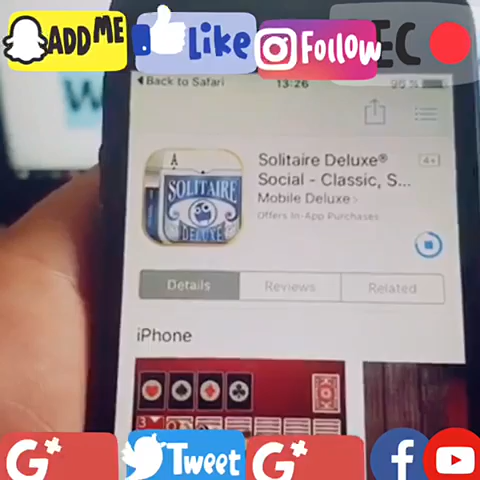 ADD ME
Like
Follow
EC
Back to Safari
13:26
Solitaire Deluxe®
Social - Classic, S...
4+
Mobile Deluxe
Offers In-App Purchases
A
SOLITAIRE
DELUXE
Details
Reviews
Related
iPhone
3
G+
Tweet
G+
f